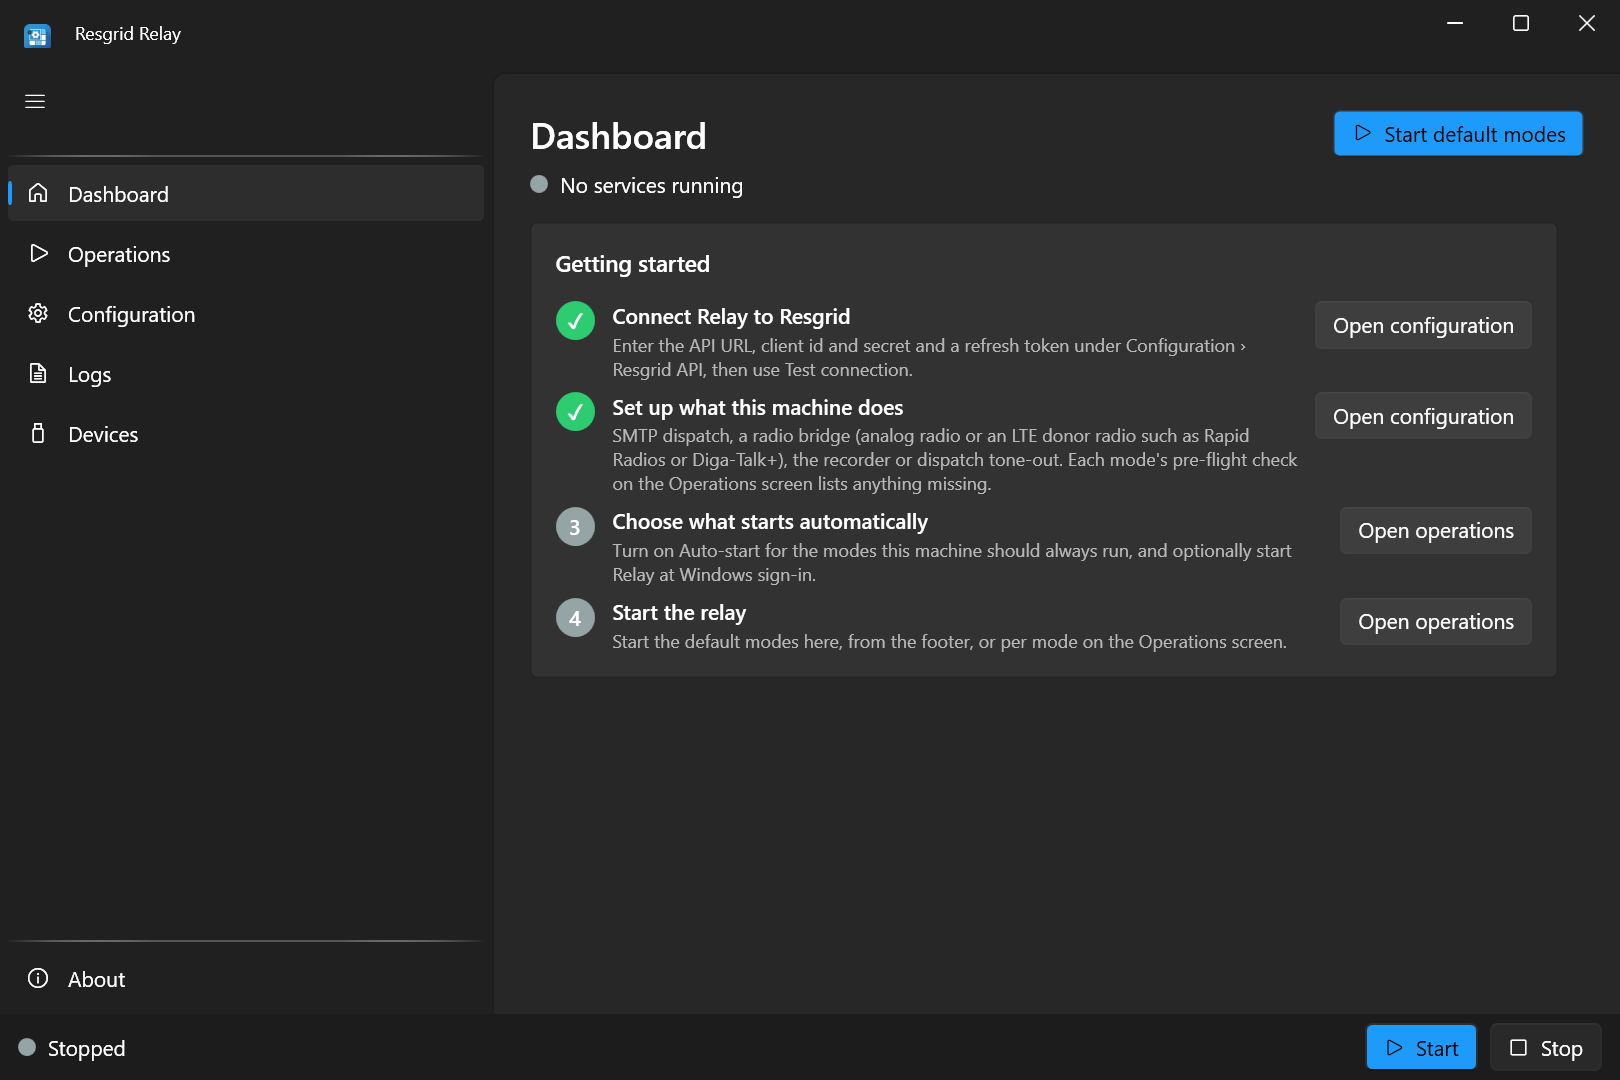 Resgrid Relay
Dashboard
Operations
Configuration
Logs
Devices
About
Dashboard
Start default modes
No services running
Getting started
Connect Relay to Resgrid
Enter the API URL, client id and secret and a refresh token under Configuration ›
Resgrid API, then use Test connection.
Open configuration
Set up what this machine does
SMTP dispatch, a radio bridge (analog radio or an LTE donor radio such as Rapid
Radios or Diga-Talk+), the recorder or dispatch tone-out. Each mode's pre-flight check
on the Operations screen lists anything missing.
Open configuration
3
Choose what starts automatically
Turn on Auto-start for the modes this machine should always run, and optionally start
Relay at Windows sign-in.
Open operations
4
Start the relay
Start the default modes here, from the footer, or per mode on the Operations screen.
Open operations
Stopped
Start
Stop